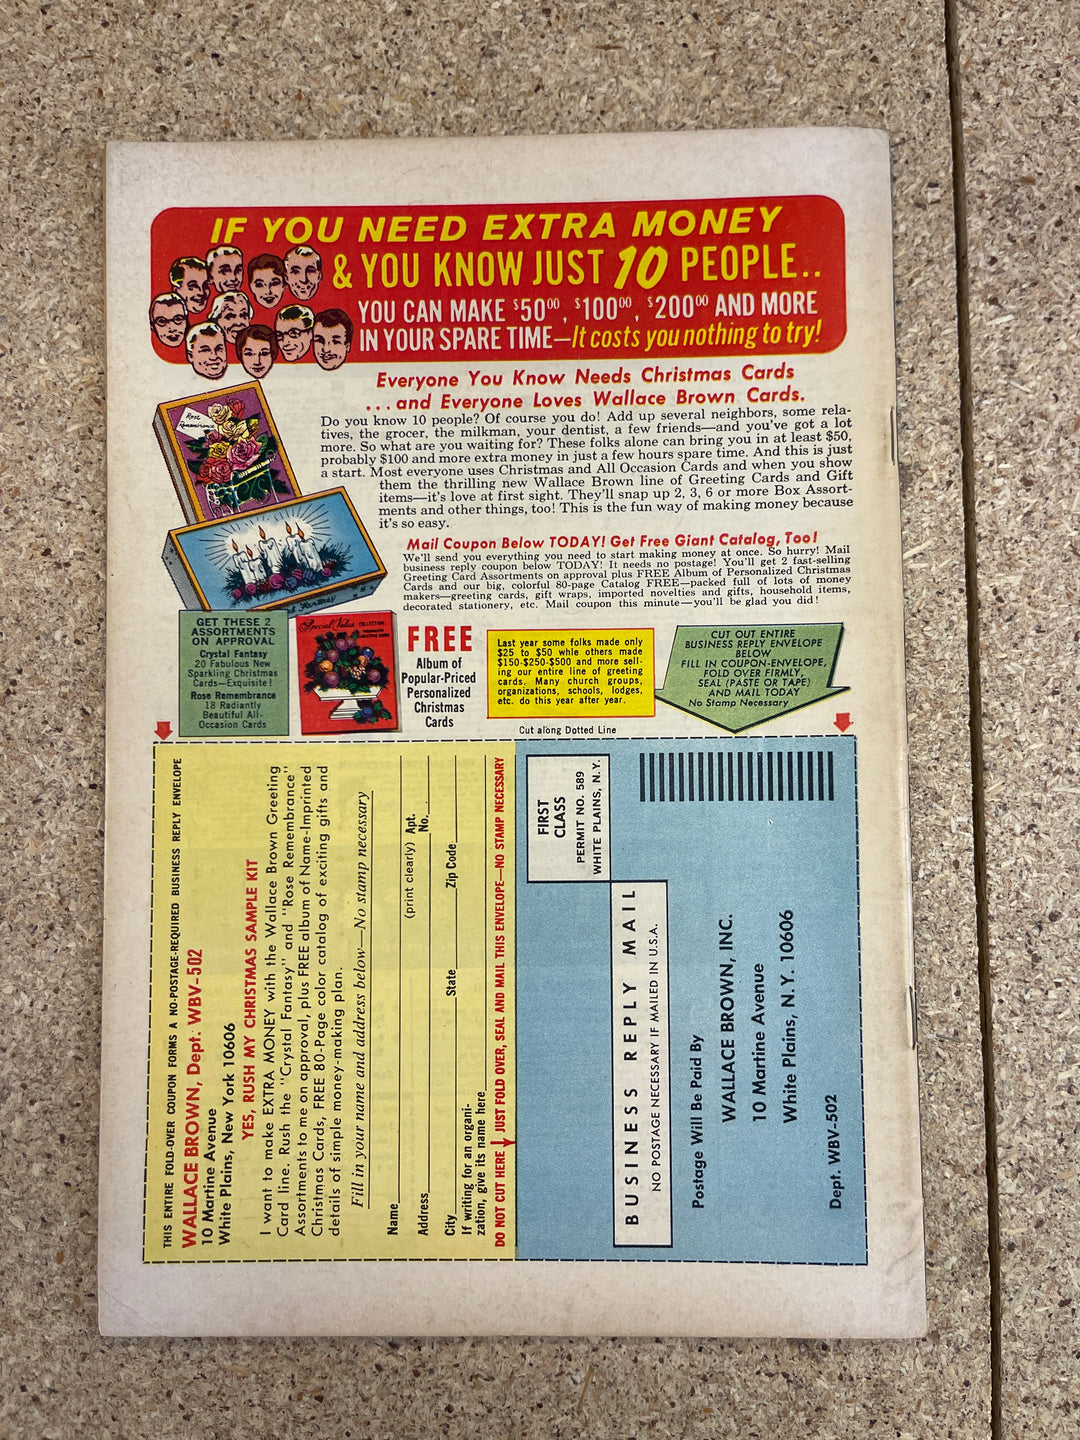 IF YOU NEED EXTRA MONEY
& YOU KNOW JUST 10 PEOPLE..
YOU CAN MAKE $50⁰⁰, $100⁰⁰, $200⁰⁰ AND MORE
IN YOUR SPARE TIME—It costs you nothing to try!
Everyone You Know Needs Christmas Cards
...and Everyone Loves Wallace Brown Cards.
Do you know 10 people? Of course you do! Add up several neighbors, some rela-
tives, the grocer, the milkman, your dentist, a few friends—and you've got a lot
more. So what are you waiting for? These folks alone can bring you in at least $50,
probably $100 and more extra money in just a few hours spare time. And this is just
a start. Most everyone uses Christmas and All Occasion Cards and when you show
them the thrilling new Wallace Brown line of Greeting Cards and Gift
items—it's love at first sight. They'll snap up 2, 3, 6 or more Box Assort-
ments and other things, too! This is the fun way of making money because
it's so easy.
Rose
Remembrance
Fantasy
Mail Coupon Below TODAY! Get Free Giant Catalog, Too!
We'll send you everything you need to start making money at once. So hurry! Mail
business reply coupon below TODAY! It needs no postage! You'll get 2 fast-selling
Greeting Card Assortments on approval plus FREE Album of Personalized Christmas
Cards and our big, colorful 80-page Catalog FREE—packed full of lots of money
makers—greeting cards, gift wraps, imported novelties and gifts, household items,
decorated stationery, etc. Mail coupon this minute—you'll be glad you did!
GET THESE 2
ASSORTMENTS
ON APPROVAL
Crystal Fantasy
20 Fabulous New
Sparkling Christmas
Cards—Exquisite!
Rose Remembrance
18 Radiantly
Beautiful All-
Occasion Cards
Special Value
COLLECTION
FREE
Album of
Popular-Priced
Personalized
Christmas
Cards
Last year some folks made only
$25 to $50 while others made
$150-$250-$500 and more sell-
ing our entire line of greeting
cards. Many church groups,
organizations, schools, lodges,
etc. do this year after year.
CUT OUT ENTIRE
BUSINESS REPLY ENVELOPE
BELOW
FILL IN COUPON-ENVELOPE,
FOLD OVER FIRMLY,
SEAL (PASTE OR TAPE)
AND MAIL TODAY
No Stamp Necessary
Cut along Dotted Line
THIS ENTIRE FOLD-OVER COUPON FORMS A NO-POSTAGE-REQUIRED BUSINESS REPLY ENVELOPE
WALLACE BROWN, Dept. WBV-502
10 Martine Avenue
White Plains, New York 10606
YES, RUSH MY CHRISTMAS SAMPLE KIT
I want to make EXTRA MONEY with the Wallace Brown Greeting
Card line. Rush the "Crystal Fantasy" and "Rose Remembrance"
Assortments to me on approval, plus FREE album of Name-Imprinted
Christmas Cards, FREE 80-Page color catalog of exciting gifts and
details of simple money-making plan.
Fill in your name and address below—No stamp necessary
Name
(print clearly)
Address
Apt.
No.
City State Zip Code
If writing for an organi-
zation, give its name here
DO NOT CUT HERE JUST FOLD OVER, SEAL AND MAIL THIS ENVELOPE—NO STAMP NECESSARY
FIRST
CLASS
PERMIT NO. 589
WHITE PLAINS, N.Y.
BUSINESS REPLY MAIL
NO POSTAGE NECESSARY IF MAILED IN U.S.A.
Postage Will Be Paid By
WALLACE BROWN, INC.
10 Martine Avenue
White Plains, N.Y. 10606
Dept. WBV-502